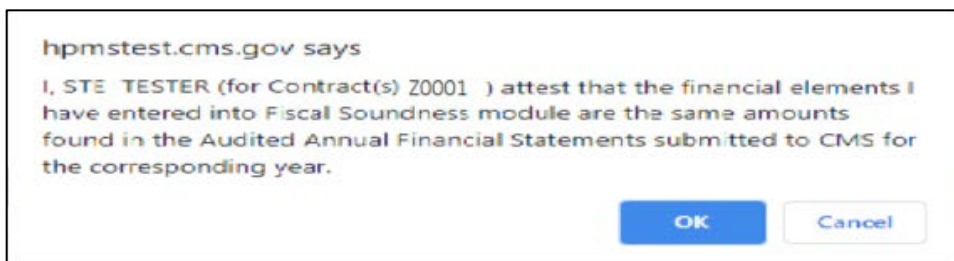 hpmstest.cms.gov says
I, STE TESTER (for Contract(s) Z0001 ) attest that the financial elements I
have entered into Fiscal Soundness module are the same amounts
found in the Audited Annual Financial Statements submitted to CMS for
the corresponding year.
OK Cancel